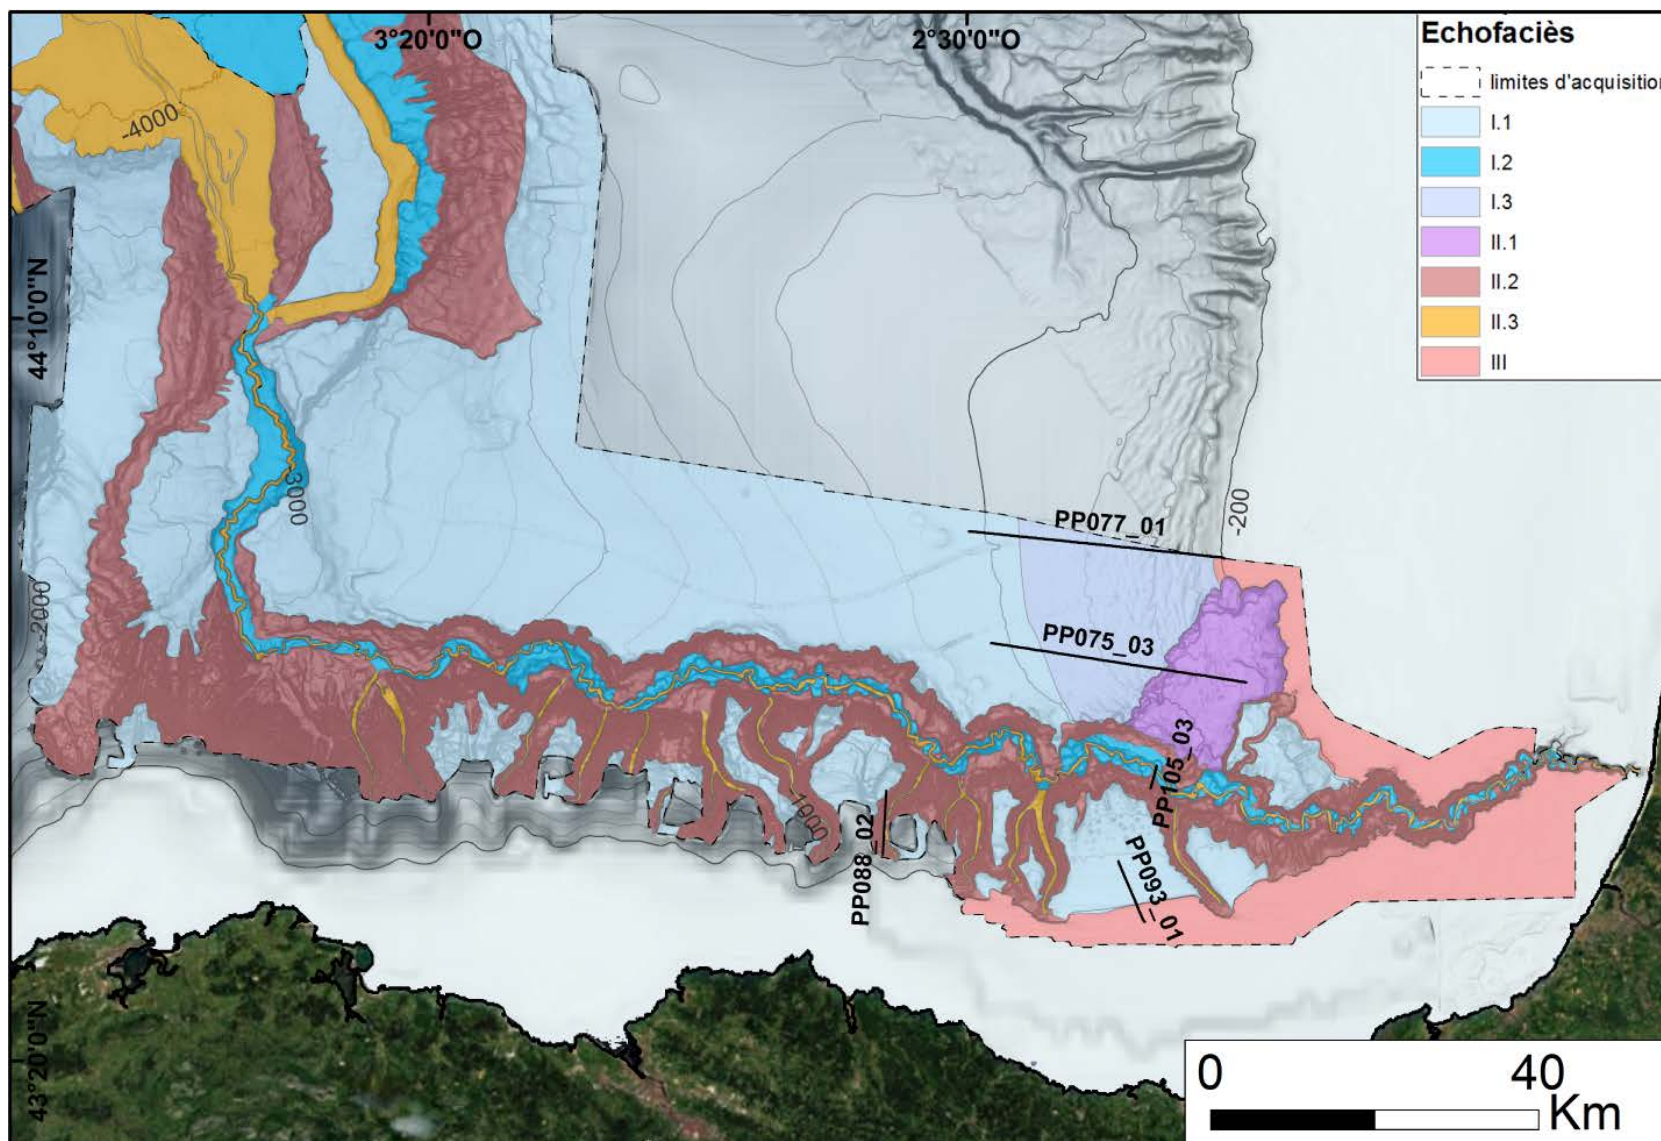 3°20'0"O
2°30'0"O
Echofaciès
limites d'acquisition
I.1
I.2
I.3
II.1
II.2
II.3
III
-4000
44°10'0"N
3000
-200
PP077_01
-2000
PP075_03
PP105_03
1000
PP088_02
PP093_01
43°20'0"N
0 40
Km